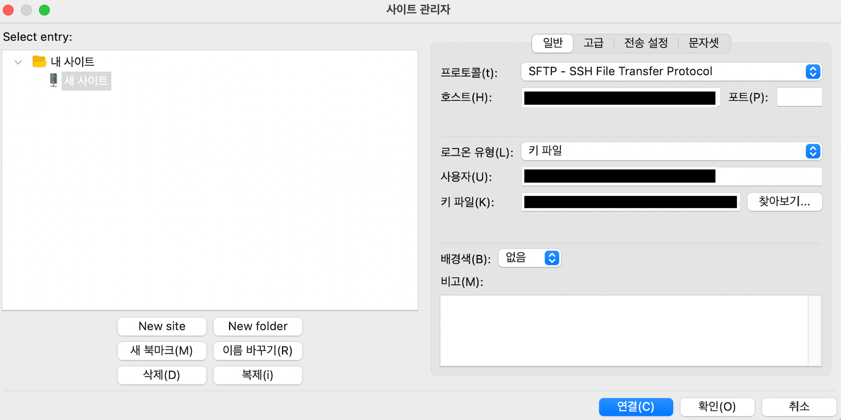 사이트 관리자
Select entry:
내 사이트
새 사이트
New site
New folder
새 북마크(M)
이름 바꾸기(R)
삭제(D)
복제(i)
일반
고급
전송 설정
문자셋
프로토콜(t):
SFTP - SSH File Transfer Protocol
호스트(H):
포트(P):
로그온 유형(L):
키 파일
사용자(U):
키 파일(K):
찾아보기...
배경색(B):
없음
비고(M):
연결(C)
확인(O)
취소